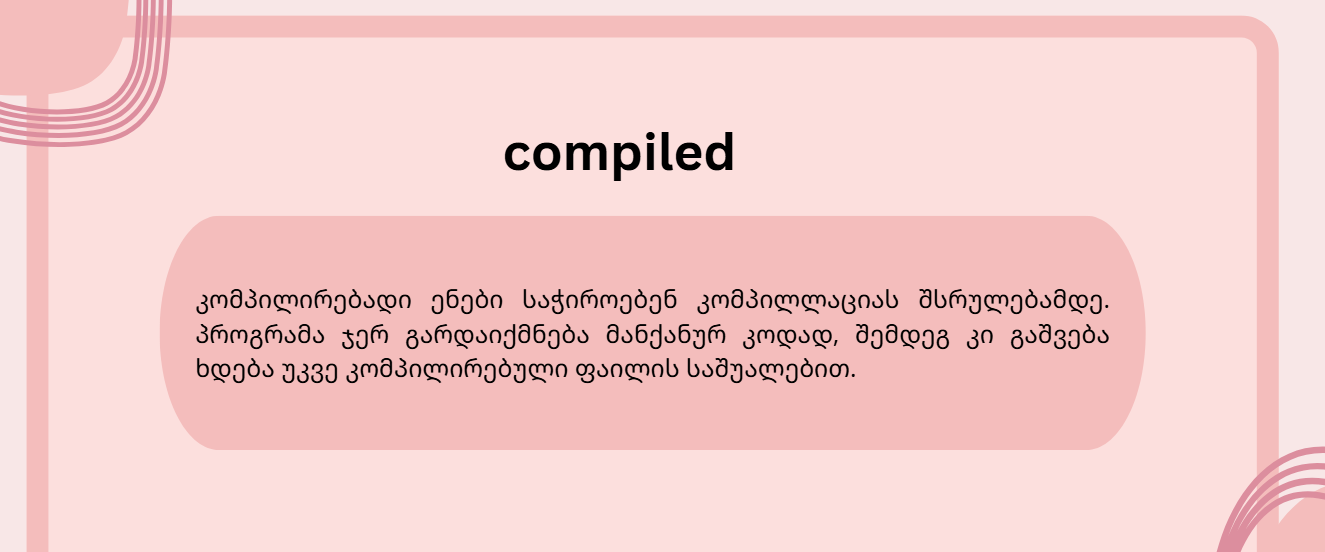 compiled
კომპილირებადი ენები საჭიროებენ კომპილლაციას შსრულებამდე.
პროგრამა ჯერ გარდაიქმნება მანქანურ კოდად, შემდეგ კი გაშვება
ხდება უკვე კომპილირებული ფაილის საშუალებით.